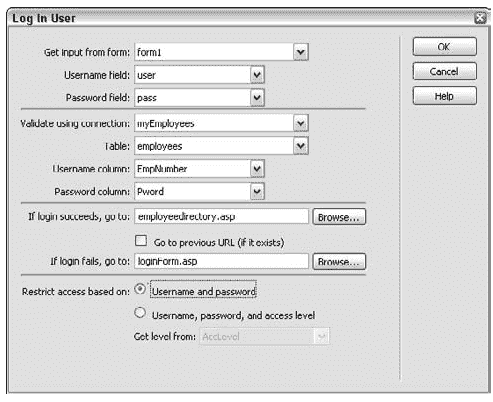 Log In User
Get input from form: form1
OK
Username field: user
Cancel
Password field: pass
Help
Validate using connection: myEmployees
Table: employees
Username column: EmpNumber
Password column: Pword
If login succeeds, go to: employeedirectory.asp Browse...
Go to previous URL (if it exists)
If login fails, go to: loginForm.asp Browse...
Restrict access based on: Username and password
Username, password, and access level
Get level from: AccLevel